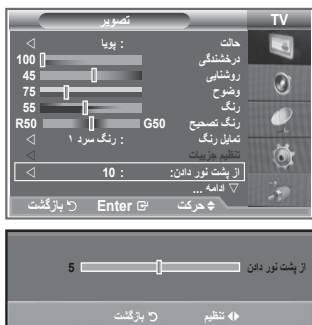 TV تصویر
حالت : پویا
درخشندگی 100
روشنایی 45
وضوح 75
رنگ 55
رنگ تصحیح G50 R50
تمایل رنگ : رنگ سرد ۱
تنظیم جزییات
از پشت نور دادن: : 10
▽ ادامه ...
حرکت Enter بازگشت
از پشت نور دادن 5
تنظیم بازگشت